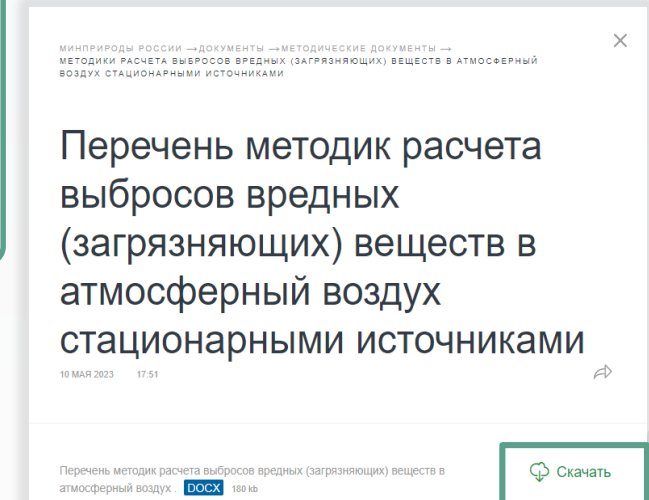 МИНПРИРОДЫ РОССИИ →ДОКУМЕНТЫ →МЕТОДИЧЕСКИЕ ДОКУМЕНТЫ →
МЕТОДИКИ РАСЧЕТА ВЫБРОСОВ ВРЕДНЫХ (ЗАГРЯЗНЯЮЩИХ) ВЕЩЕСТВ В АТМОСФЕРНЫЙ
ВОЗДУХ СТАЦИОНАРНЫМИ ИСТОЧНИКАМИ
Перечень методик расчета
выбросов вредных
(загрязняющих) веществ в
атмосферный воздух
стационарными источниками
10 МАЯ 2023 17:51
Перечень методик расчета выбросов вредных (загрязняющих) веществ в
атмосферный воздух . DOCX 180 kb
Скачать